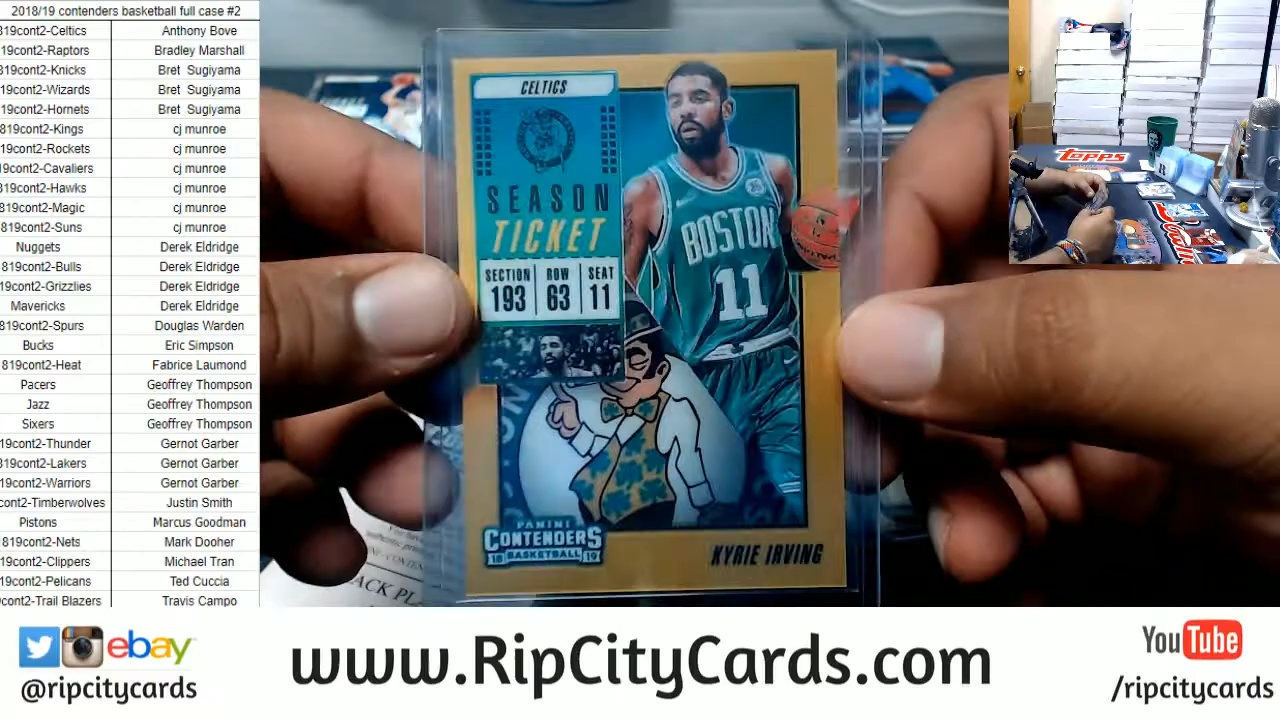 2018/19 contenders basketball full case #2
819cont2-Celtics Anthony Bove
19cont2-Raptors Bradley Marshall
19cont2-Knicks Bret Sugiyama
19cont2-Wizards Bret Sugiyama
19cont2-Hornets Bret Sugiyama
819cont2-Kings cj munroe
19cont2-Rockets cj munroe
9cont2-Cavaliers cj munroe
819cont2-Hawks cj munroe
819cont2-Magic cj munroe
819cont2-Suns cj munroe
Nuggets Derek Eldridge
819cont2-Bulls Derek Eldridge
19cont2-Grizzlies Derek Eldridge
Mavericks Derek Eldridge
819cont2-Spurs Douglas Warden
Bucks Eric Simpson
819cont2-Heat Fabrice Laumond
Pacers Geoffrey Thompson
Jazz Geoffrey Thompson
Sixers Geoffrey Thompson
19cont2-Thunder Gernot Garber
819cont2-Lakers Gernot Garber
19cont2-Warriors Gernot Garber
cont2-Timberwolves Justin Smith
Pistons Marcus Goodman
819cont2-Nets Mark Dooher
19cont2-Clippers Michael Tran
19cont2-Pelicans Ted Cuccia
cont2-Trail Blazers Travis Campo
CELTICS
SEASON
TICKET
SECTION ROW SEAT
193 63 11
BOSTON
11
PANINI
CONTENDERS
18 BASKETBALL 19
KYRIE IRVING
topps
ebay
@ripcitycards
www.RipCityCards.com
YouTube
/ripcitycards